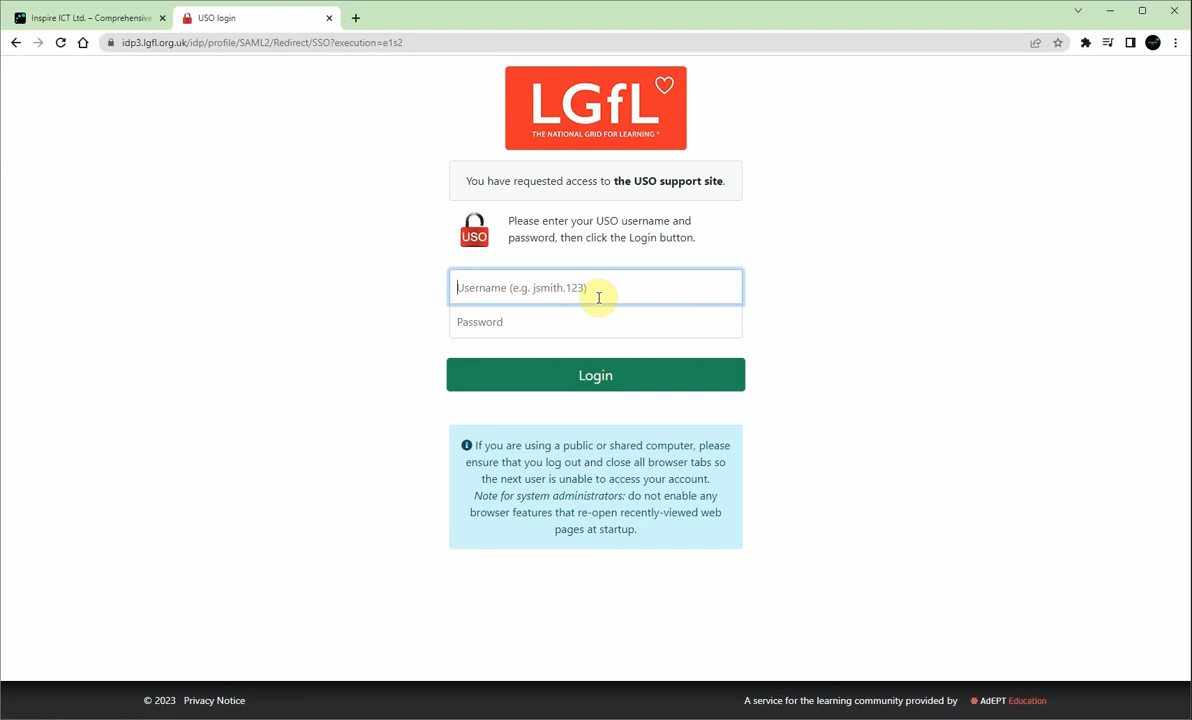 Inspire ICT Ltd. – Comprehensive
USO login
idp3.lgfl.org.uk/idp/profile/SAML2/Redirect/SSO?execution=e1s2
LGfL
THE NATIONAL GRID FOR LEARNING ®
You have requested access to the USO support site.
USO
Please enter your USO username and
password, then click the Login button.
Username (e.g. jsmith.123)
Password
Login
If you are using a public or shared computer, please
ensure that you log out and close all browser tabs so
the next user is unable to access your account.
Note for system administrators: do not enable any
browser features that re-open recently-viewed web
pages at startup.
© 2023 Privacy Notice
A service for the learning community provided by AdEPT Education